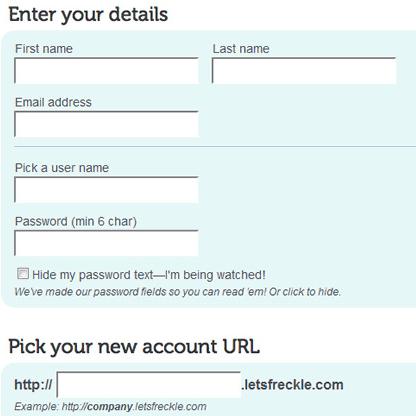 Enter your details
First name Last name
Email address
Pick a user name
Password (min 6 char)
Hide my password text—I'm being watched!
We've made our password fields so you can read 'em! Or click to hide.
Pick your new account URL
http:// .letsfreckle.com
Example: http://company.letsfreckle.com